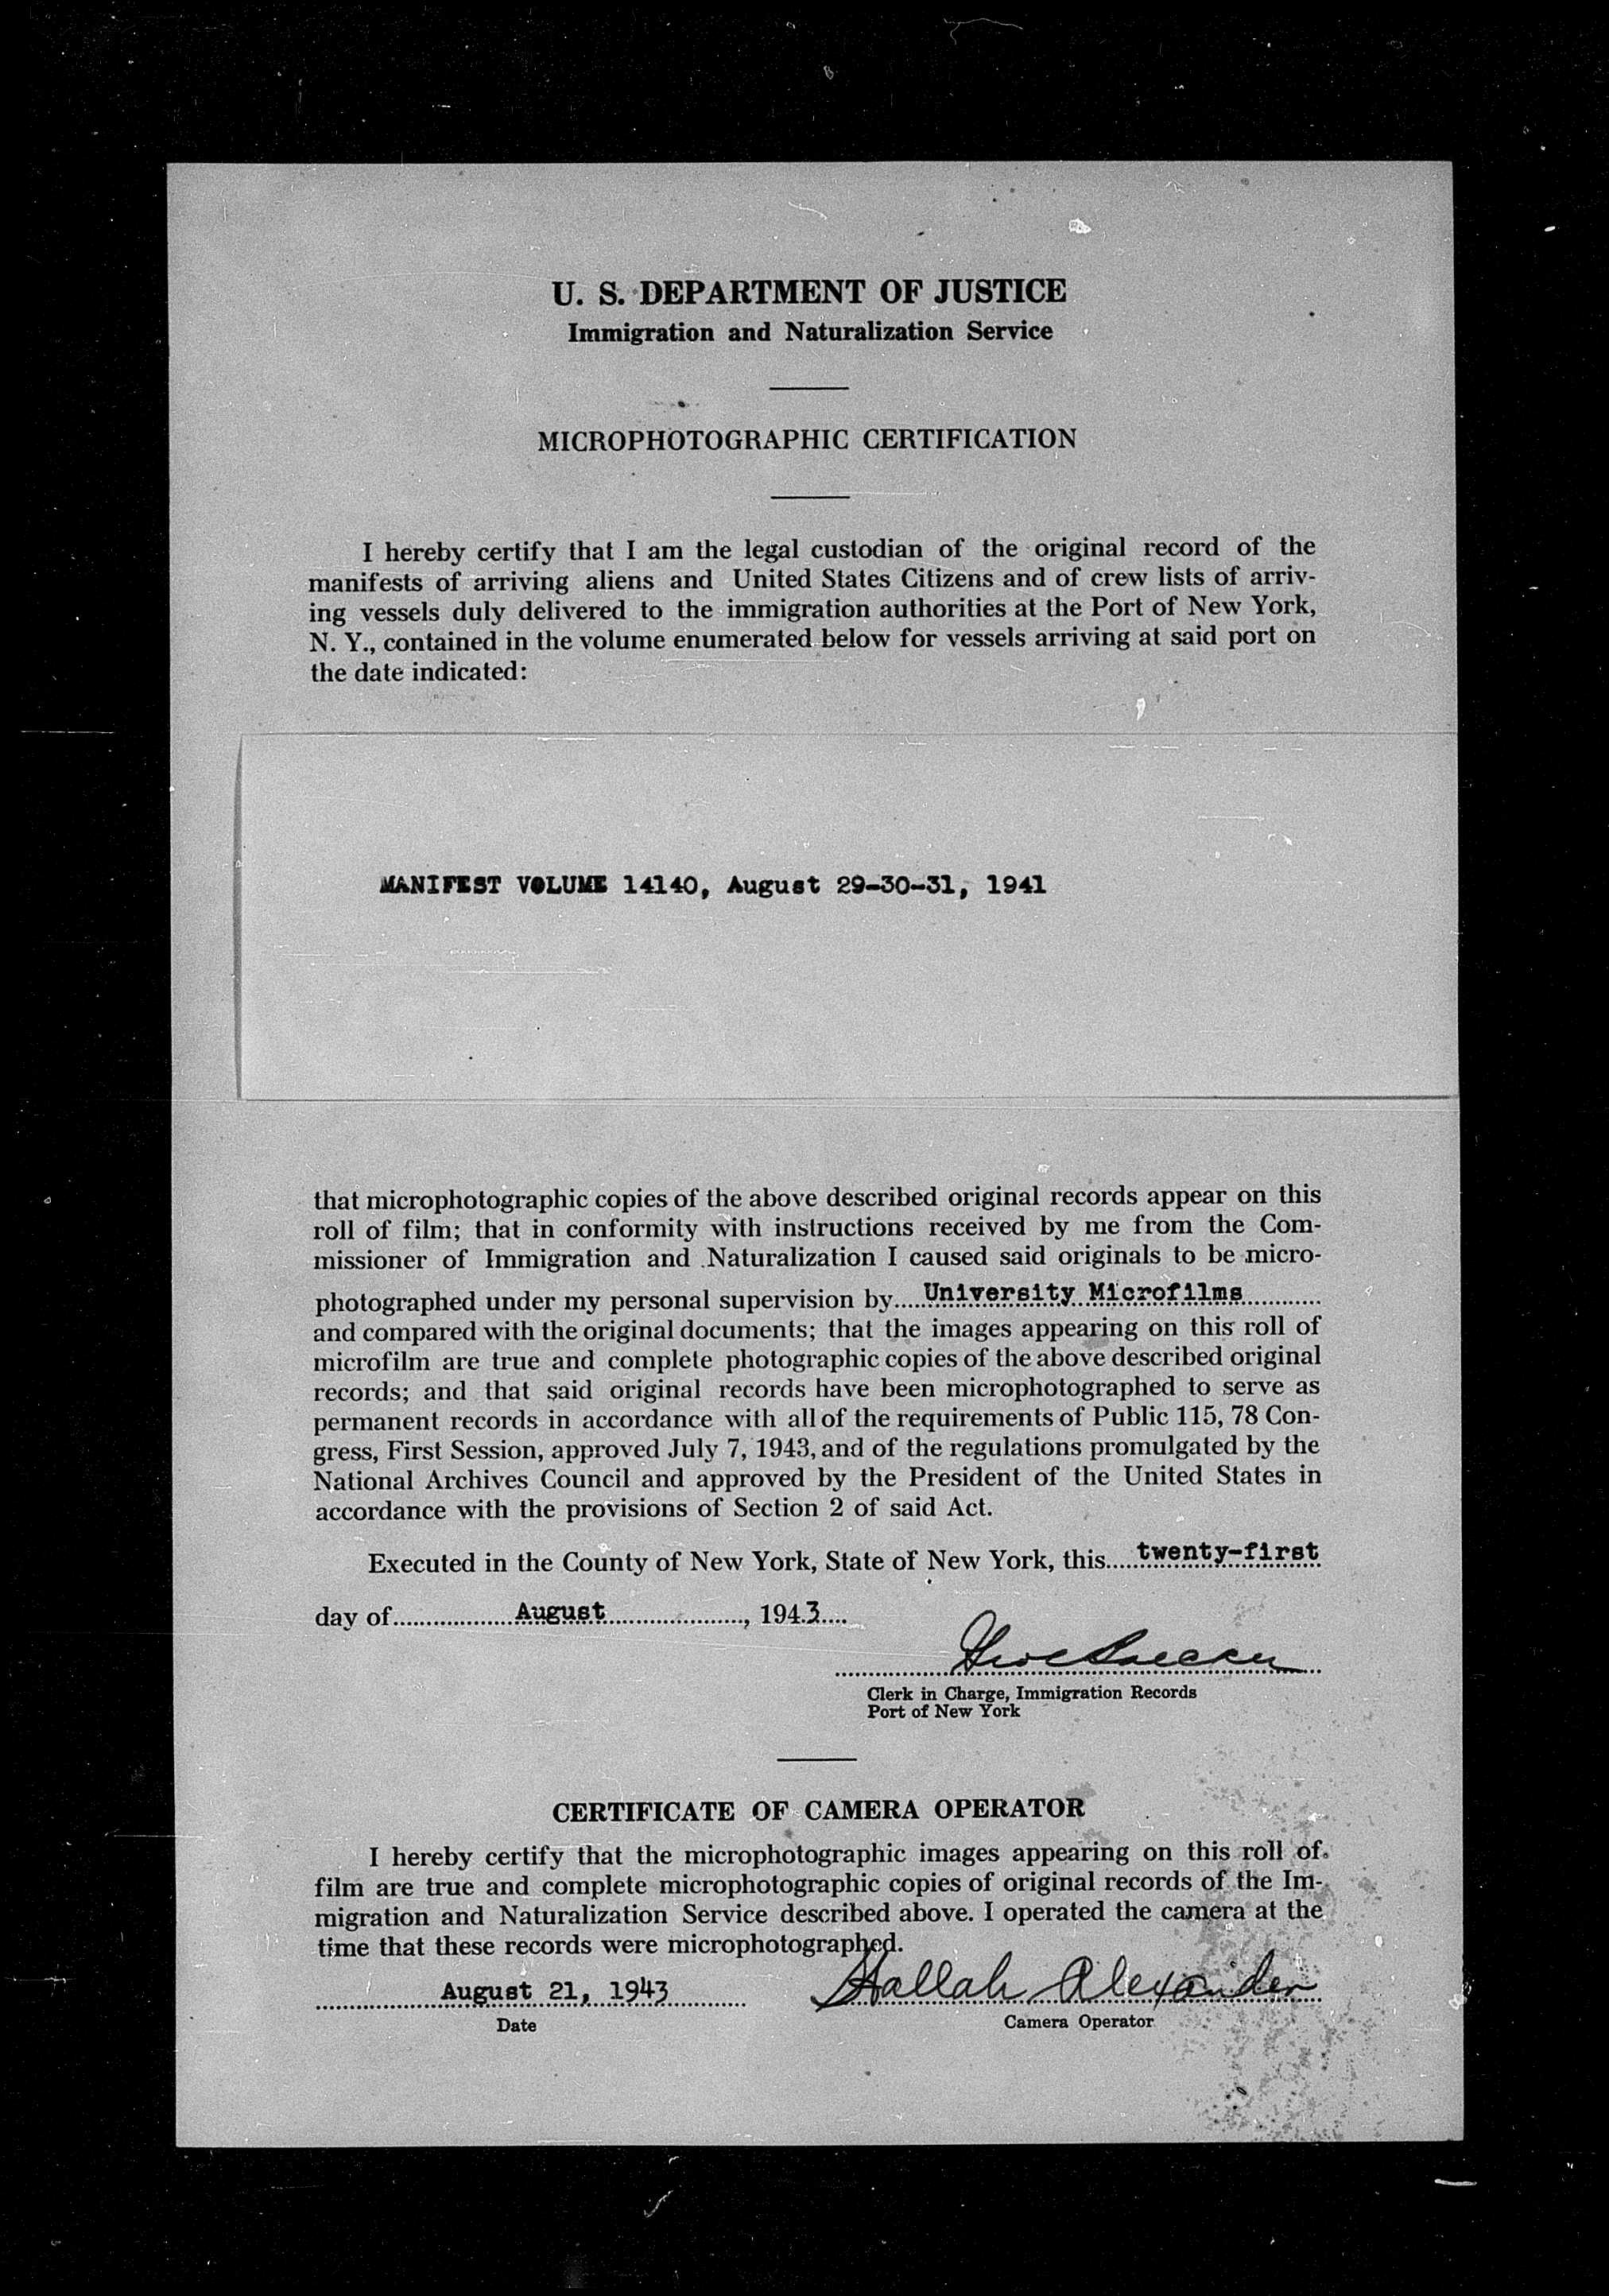 U. S. DEPARTMENT OF JUSTICE
Immigration and Naturalization Service
MICROPHOTOGRAPHIC CERTIFICATION
I hereby certify that I am the legal custodian of the original record of the
manifests of arriving aliens and United States Citizens and of crew lists of arriv-
ing vessels duly delivered to the immigration authorities at the Port of New York,
N. Y., contained in the volume enumerated below for vessels arriving at said port on
the date indicated:
MANIFEST VOLUME 14140, August 29-30-31, 1941
that microphotographic copies of the above described original records appear on this
roll of film; that in conformity with instructions received by me from the Com-
missioner of Immigration and Naturalization I caused said originals to be micro-
photographed under my personal supervision by.....University Microfilms............
and compared with the original documents; that the images appearing on this roll of
microfilm are true and complete photographic copies of the above described original
records; and that said original records have been microphotographed to serve as
permanent records in accordance with all of the requirements of Public 115, 78 Con-
gress, First Session, approved July 7, 1943, and of the regulations promulgated by the
National Archives Council and approved by the President of the United States in
accordance with the provisions of Section 2 of said Act.
Executed in the County of New York, State of New York, this.....twenty-first
day of..................August....................., 1943....
Clerk in Charge, Immigration Records
Port of New York
CERTIFICATE OF CAMERA OPERATOR
I hereby certify that the microphotographic images appearing on this roll of
film are true and complete microphotographic copies of original records of the Im-
migration and Naturalization Service described above. I operated the camera at the
time that these records were microphotographed.
August 21, 1943 Hallah Alexander
Date Camera Operator